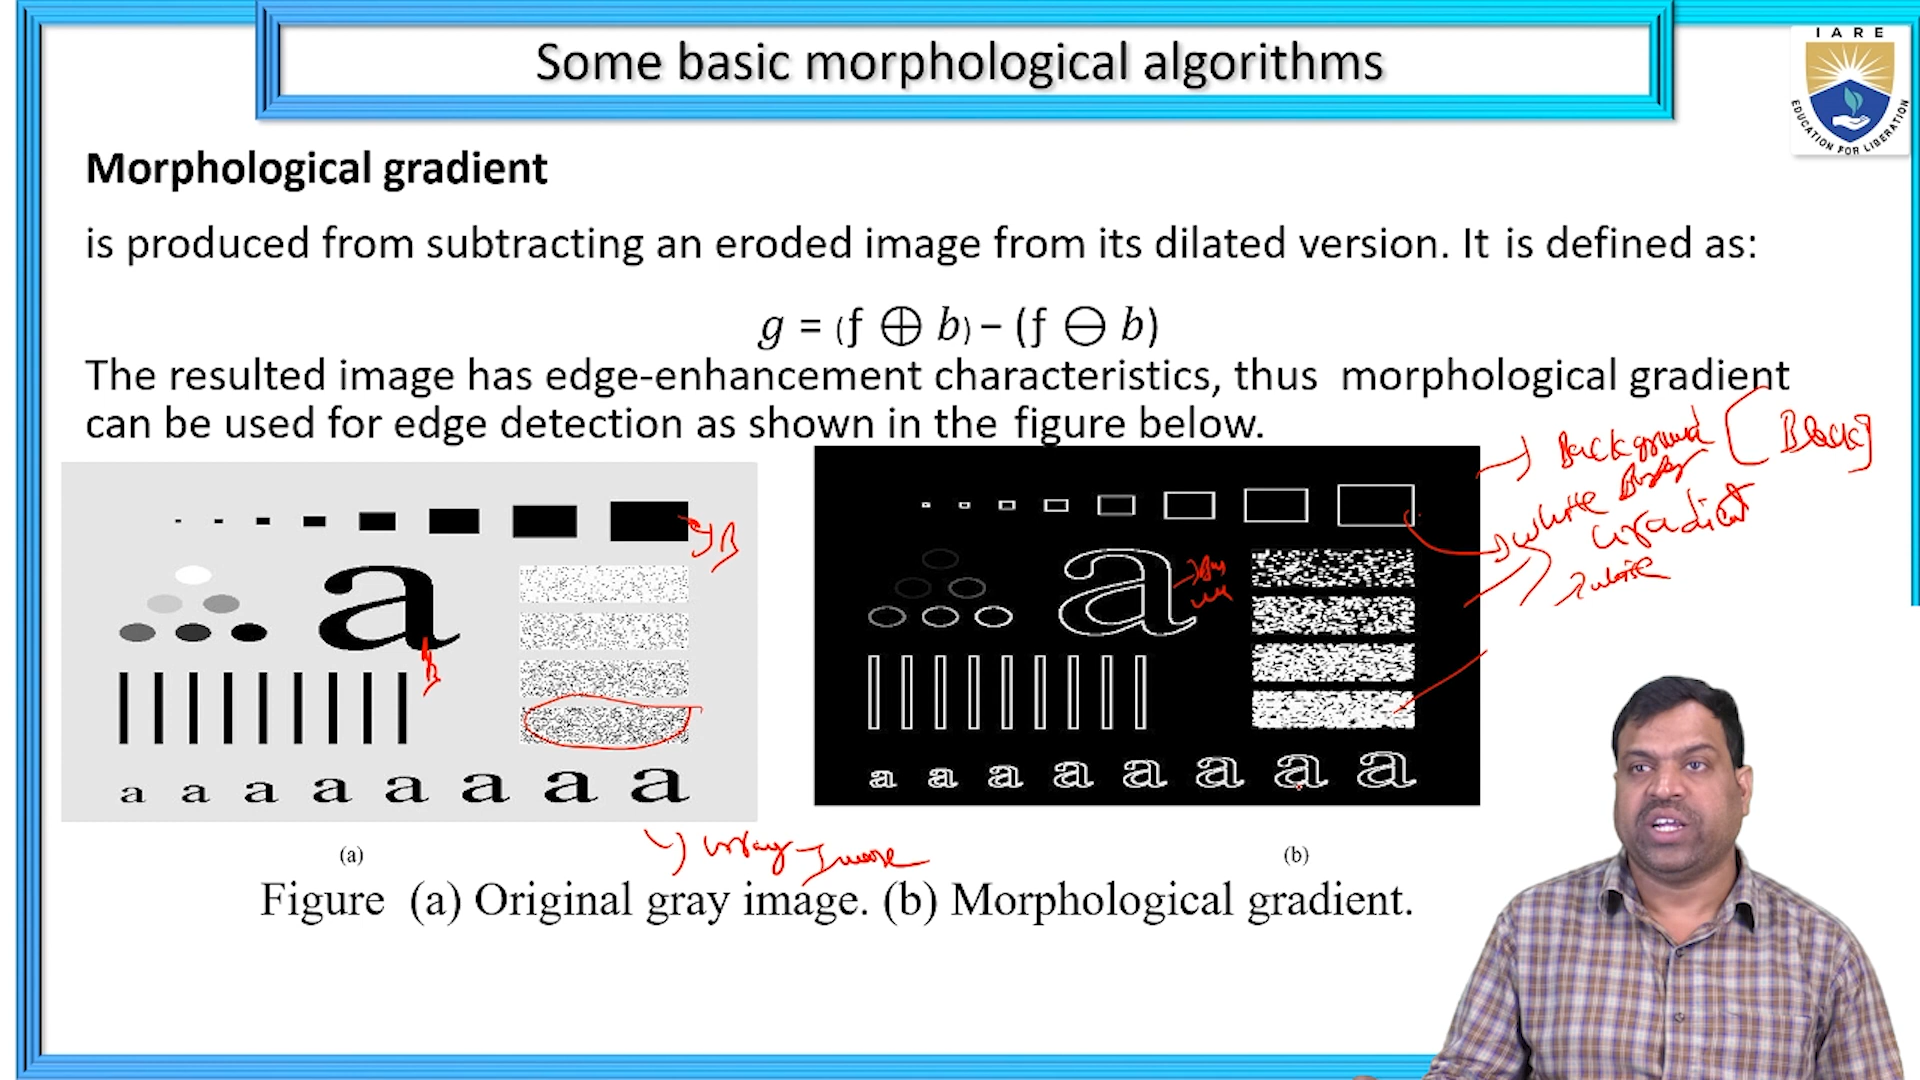 Some basic morphological algorithms
I A R E
EDUCATION FOR LIBERATION
Morphological gradient
is produced from subtracting an eroded image from its dilated version. It is defined as:
g = (f ⊕ b) − (f ⊖ b)
The resulted image has edge-enhancement characteristics, thus morphological gradient
can be used for edge detection as shown in the figure below.
Background [Black]
white
Gradient
B
a
a
B
a a a a a a a a
a a a a a a a a
Gray Image
(a) (b)
Figure (a) Original gray image. (b) Morphological gradient.